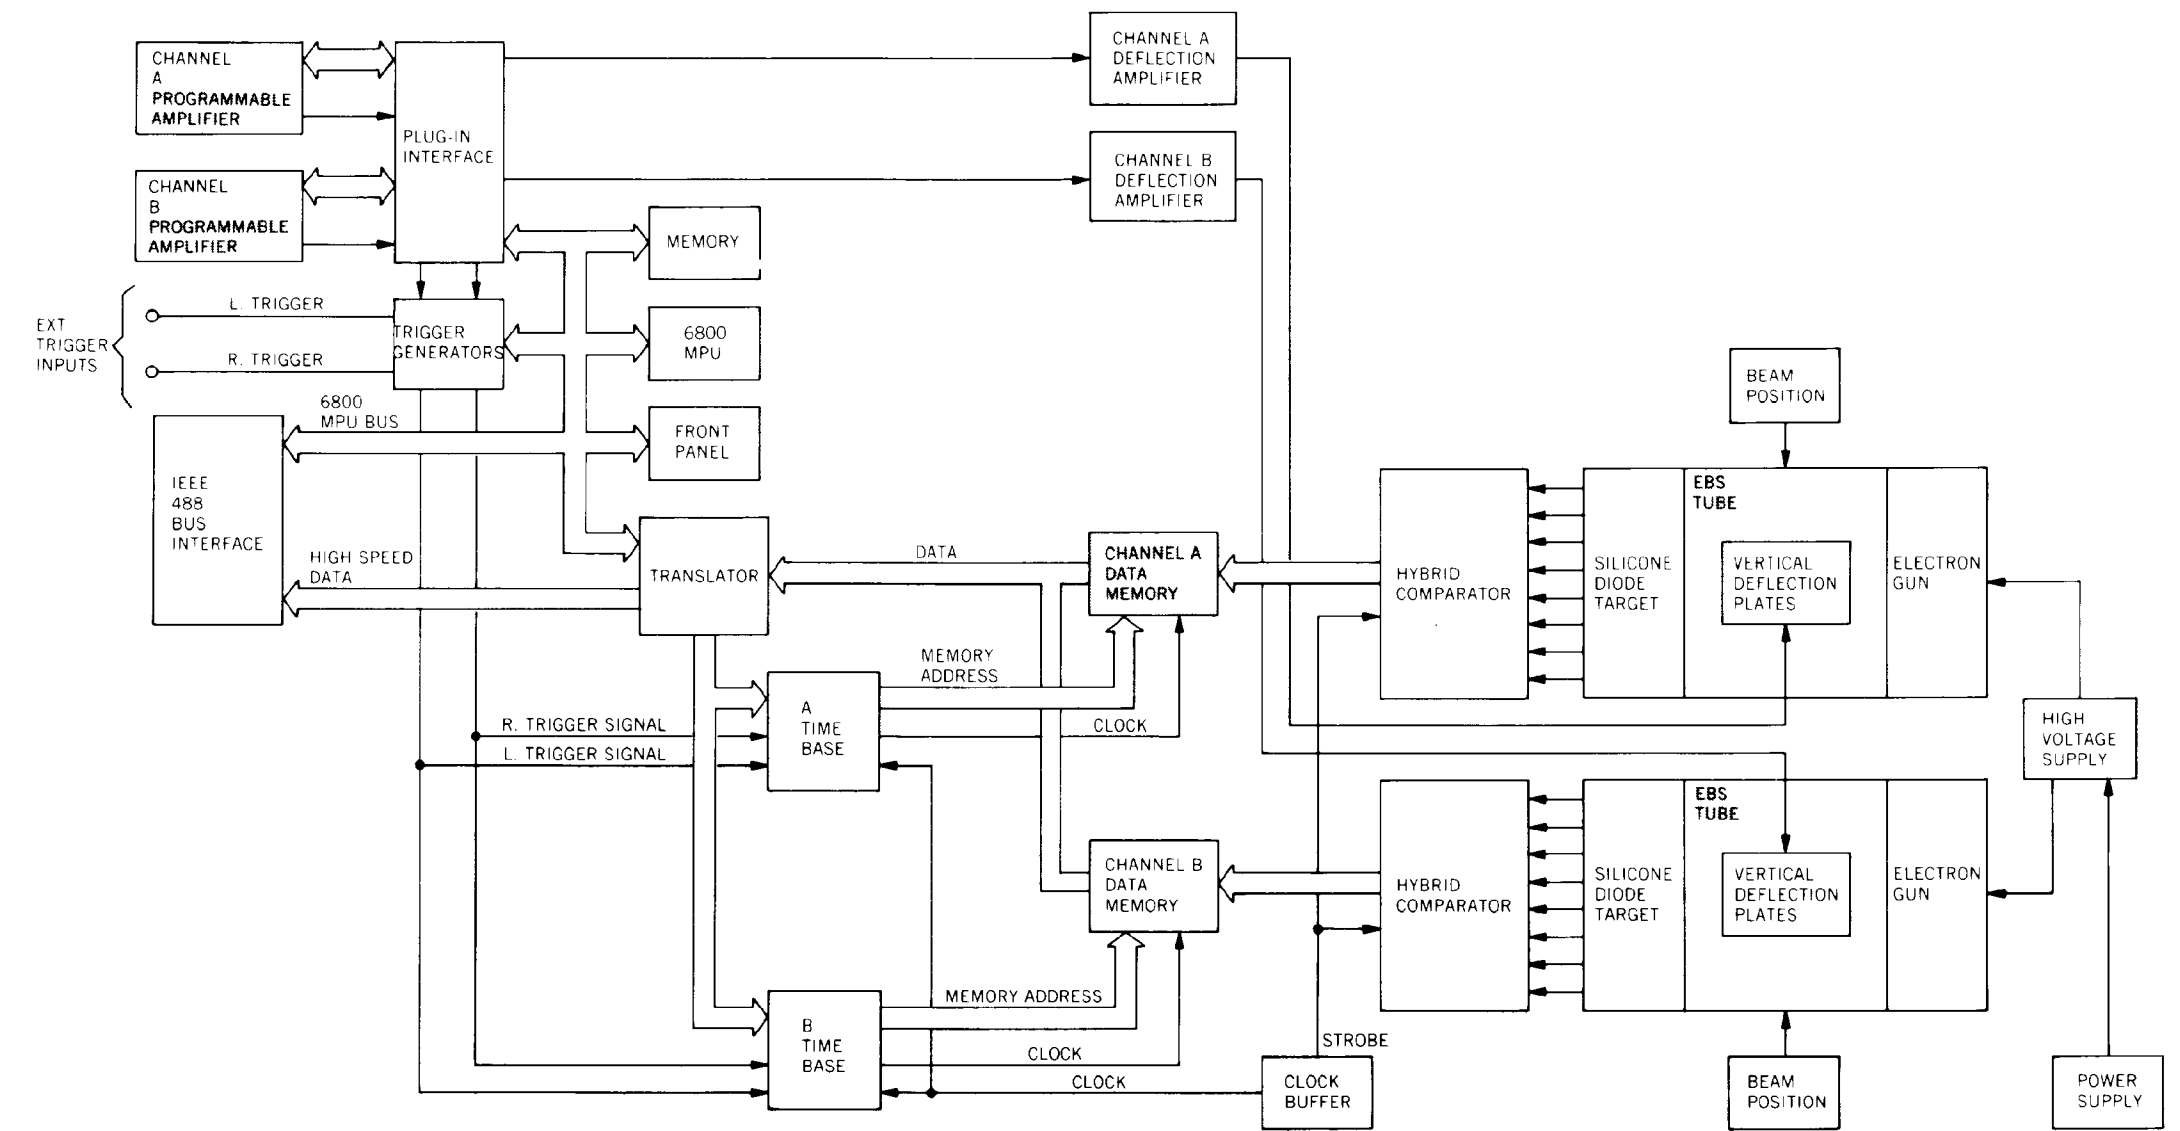 CHANNEL
A
PROGRAMMABLE
AMPLIFIER
CHANNEL
B
PROGRAMMABLE
AMPLIFIER
PLUG-IN
INTERFACE
CHANNEL A
DEFLECTION
AMPLIFIER
CHANNEL B
DEFLECTION
AMPLIFIER
MEMORY
6800
MPU
FRONT
PANEL
EXT
TRIGGER
INPUTS
L. TRIGGER
R. TRIGGER
TRIGGER
GENERATORS
6800
MPU BUS
IEEE
488
BUS
INTERFACE
HIGH SPEED
DATA
TRANSLATOR
DATA
CHANNEL A
DATA
MEMORY
MEMORY
ADDRESS
CLOCK
R. TRIGGER SIGNAL
L. TRIGGER SIGNAL
A
TIME
BASE
CHANNEL B
DATA
MEMORY
MEMORY ADDRESS
CLOCK
CLOCK
B
TIME
BASE
STROBE
CLOCK
BUFFER
BEAM
POSITION
HYBRID
COMPARATOR
SILICONE
DIODE
TARGET
EBS
TUBE
VERTICAL
DEFLECTION
PLATES
ELECTRON
GUN
HIGH
VOLTAGE
SUPPLY
HYBRID
COMPARATOR
SILICONE
DIODE
TARGET
EBS
TUBE
VERTICAL
DEFLECTION
PLATES
ELECTRON
GUN
BEAM
POSITION
POWER
SUPPLY